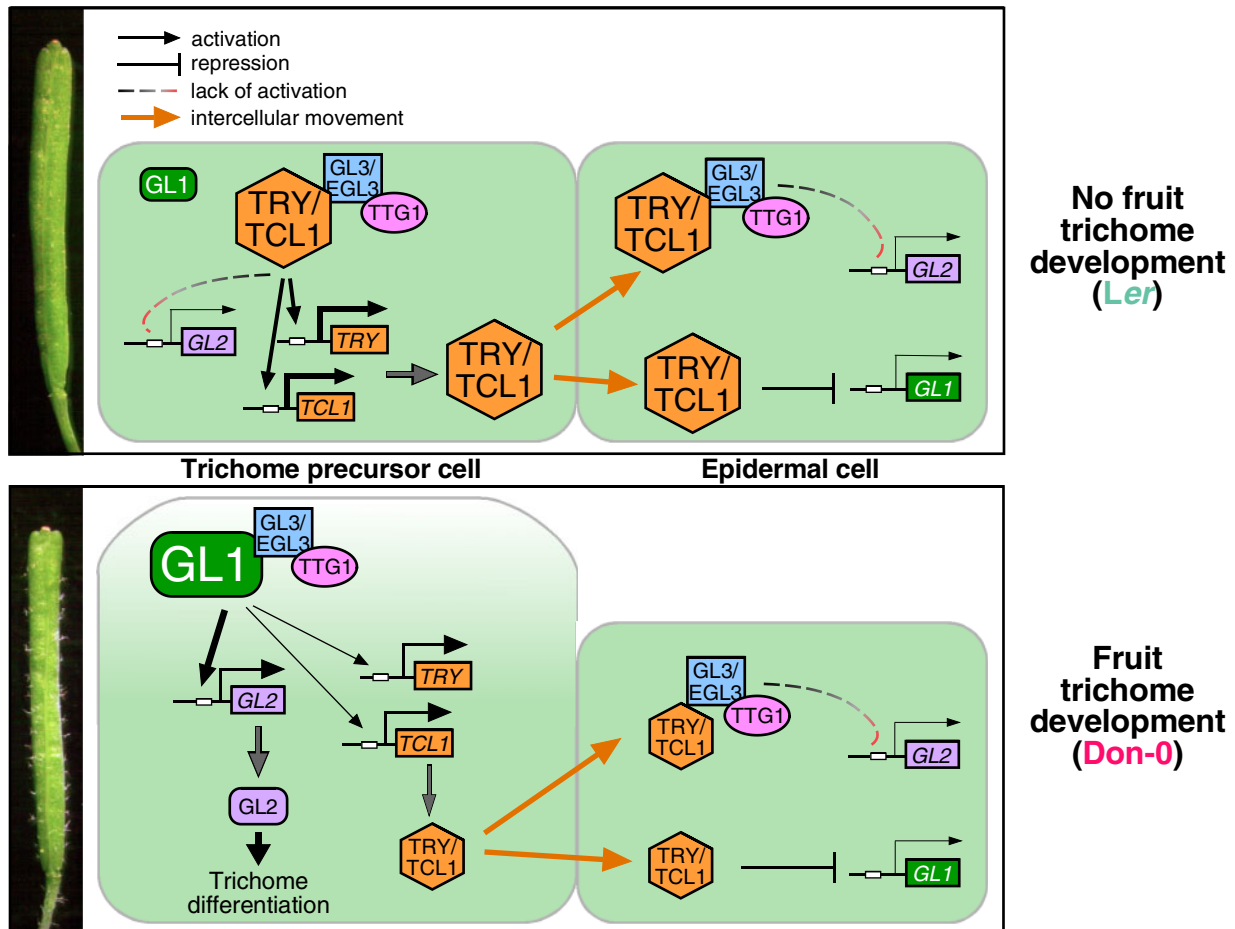 activation
repression
lack of activation
intercellular movement
GL1
TRY/
TCL1
GL3/
EGL3
TTG1
GL2
TRY
TCL1
TRY/
TCL1
TRY/
TCL1
GL3/
EGL3
TTG1
GL2
TRY/
TCL1
GL1
No fruit
trichome
development
(Ler)
Trichome precursor cell
Epidermal cell
GL1
GL3/
EGL3
TTG1
GL2
TRY
TCL1
GL2
Trichome
differentiation
TRY/
TCL1
GL3/
EGL3
TTG1
TRY/
TCL1
GL2
TRY/
TCL1
GL1
Fruit
trichome
development
(Don-0)